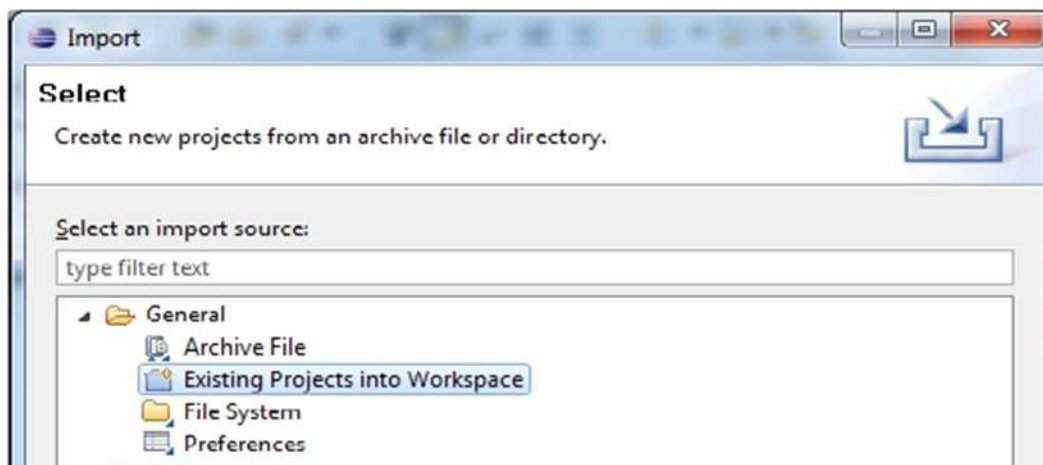 Import
Select
Create new projects from an archive file or directory.
Select an import source:
type filter text
General
Archive File
Existing Projects into Workspace
File System
Preferences